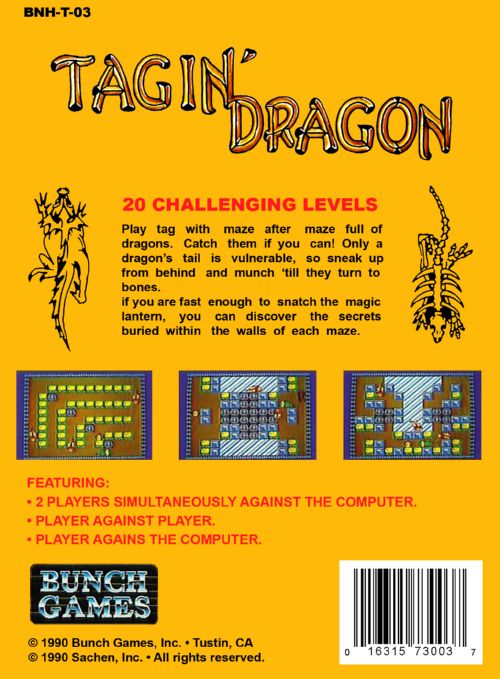 BNH-T-03
TAGIN' DRAGON
20 CHALLENGING LEVELS
Play tag with maze after maze full of
dragons. Catch them if you can! Only a
dragon's tail is vulnerable, so sneak up
from behind and munch 'till they turn to
bones.
if you are fast enough to snatch the magic
lantern, you can discover the secrets
buried within the walls of each maze.
FEATURING:
• 2 PLAYERS SIMULTANEOUSLY AGAINST THE COMPUTER.
• PLAYER AGAINST PLAYER.
• PLAYER AGAINS THE COMPUTER.
BUNCH
GAMES
© 1990 Bunch Games, Inc. • Tustin, CA
© 1990 Sachen, Inc. • All rights reserved.
0 16315 73003 7